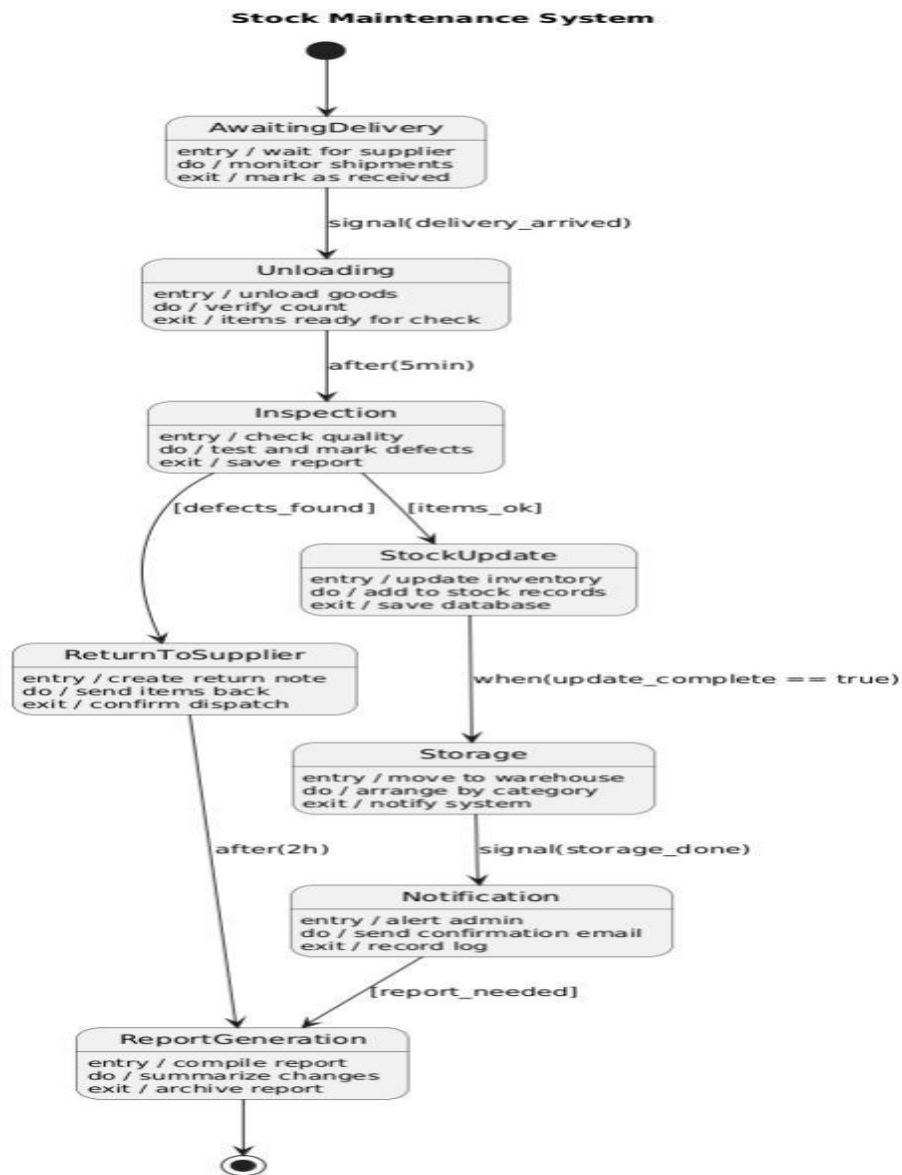 Stock Maintenance System
AwaitingDelivery
entry / wait for supplier
do / monitor shipments
exit / mark as received
signal(delivery_arrived)
Unloading
entry / unload goods
do / verify count
exit / items ready for check
after(5min)
Inspection
entry / check quality
do / test and mark defects
exit / save report
[defects_found]
[items_ok]
StockUpdate
entry / update inventory
do / add to stock records
exit / save database
ReturnToSupplier
entry / create return note
do / send items back
exit / confirm dispatch
when(update_complete == true)
Storage
entry / move to warehouse
do / arrange by category
exit / notify system
after(2h)
signal(storage_done)
Notification
entry / alert admin
do / send confirmation email
exit / record log
[report_needed]
ReportGeneration
entry / compile report
do / summarize changes
exit / archive report